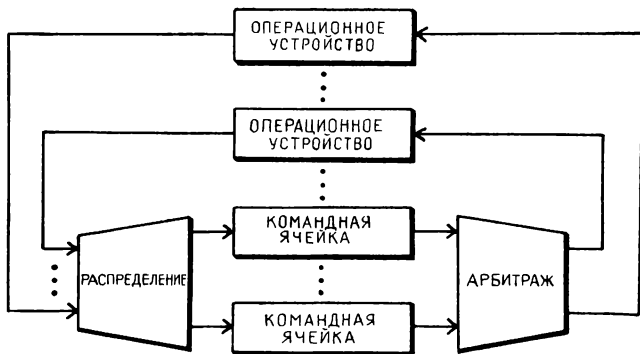 ОПЕРАЦИОННОЕ
УСТРОЙСТВО
ОПЕРАЦИОННОЕ
УСТРОЙСТВО
КОМАНДНАЯ
ЯЧЕЙКА
РАСПРЕДЕЛЕНИЕ
АРБИТРАЖ
КОМАНДНАЯ
ЯЧЕЙКА